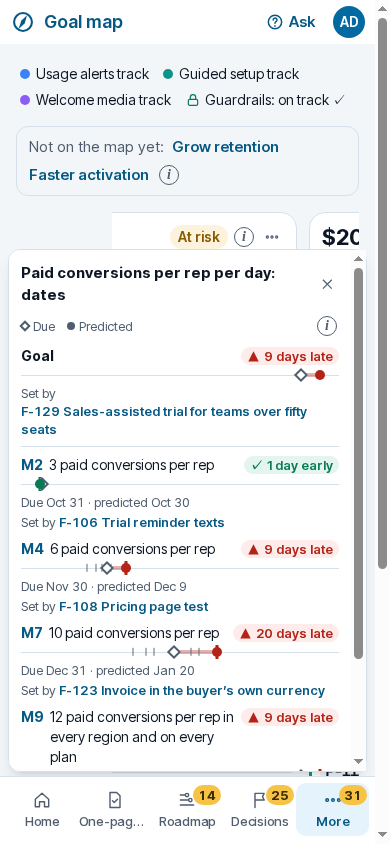 Goal map
Ask
AD
Usage alerts track
Guided setup track
Welcome media track
Guardrails: on track ✓
Not on the map yet: Grow retention
Faster activation
i
At risk
i
•••
$20
Paid conversions per rep per day:
dates
×
Due
Predicted
i
Goal
▲ 9 days late
Set by
F-129 Sales-assisted trial for teams over fifty
seats
M2 3 paid conversions per rep
✓ 1 day early
Due Oct 31 · predicted Oct 30
Set by F-106 Trial reminder texts
M4 6 paid conversions per rep
▲ 9 days late
Due Nov 30 · predicted Dec 9
Set by F-108 Pricing page test
M7 10 paid conversions per rep
▲ 20 days late
Due Dec 31 · predicted Jan 20
Set by F-123 Invoice in the buyer’s own currency
M9 12 paid conversions per rep in
▲ 9 days late
every region and on every
plan
14
25
31
Home
One-pag…
Roadmap
Decisions
More